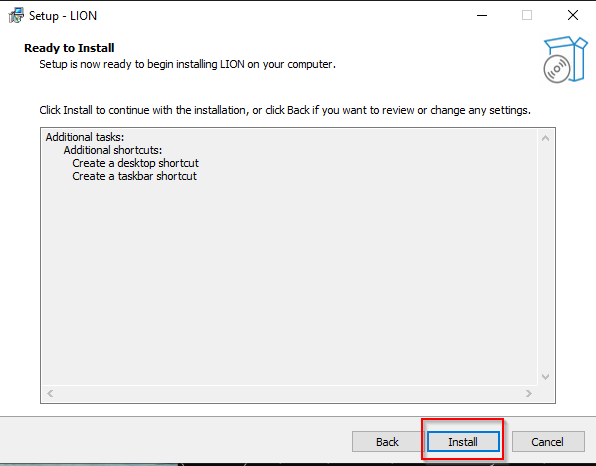 Setup - LION
Ready to Install
Setup is now ready to begin installing LION on your computer.
Click Install to continue with the installation, or click Back if you want to review or change any settings.
Additional tasks:
Additional shortcuts:
Create a desktop shortcut
Create a taskbar shortcut
Back
Install
Cancel